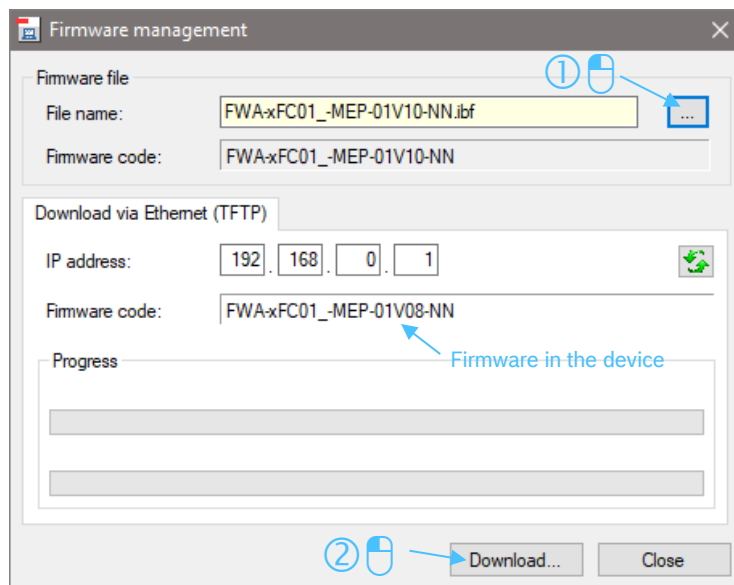 Firmware management
Firmware file
①
File name: FWA-xFC01_-MEP-01V10-NN.ibf ...
Firmware code: FWA-xFC01_-MEP-01V10-NN
Download via Ethernet (TFTP)
IP address: 192 . 168 . 0 . 1
Firmware code: FWA-xFC01_-MEP-01V08-NN
Firmware in the device
Progress
② Download... Close